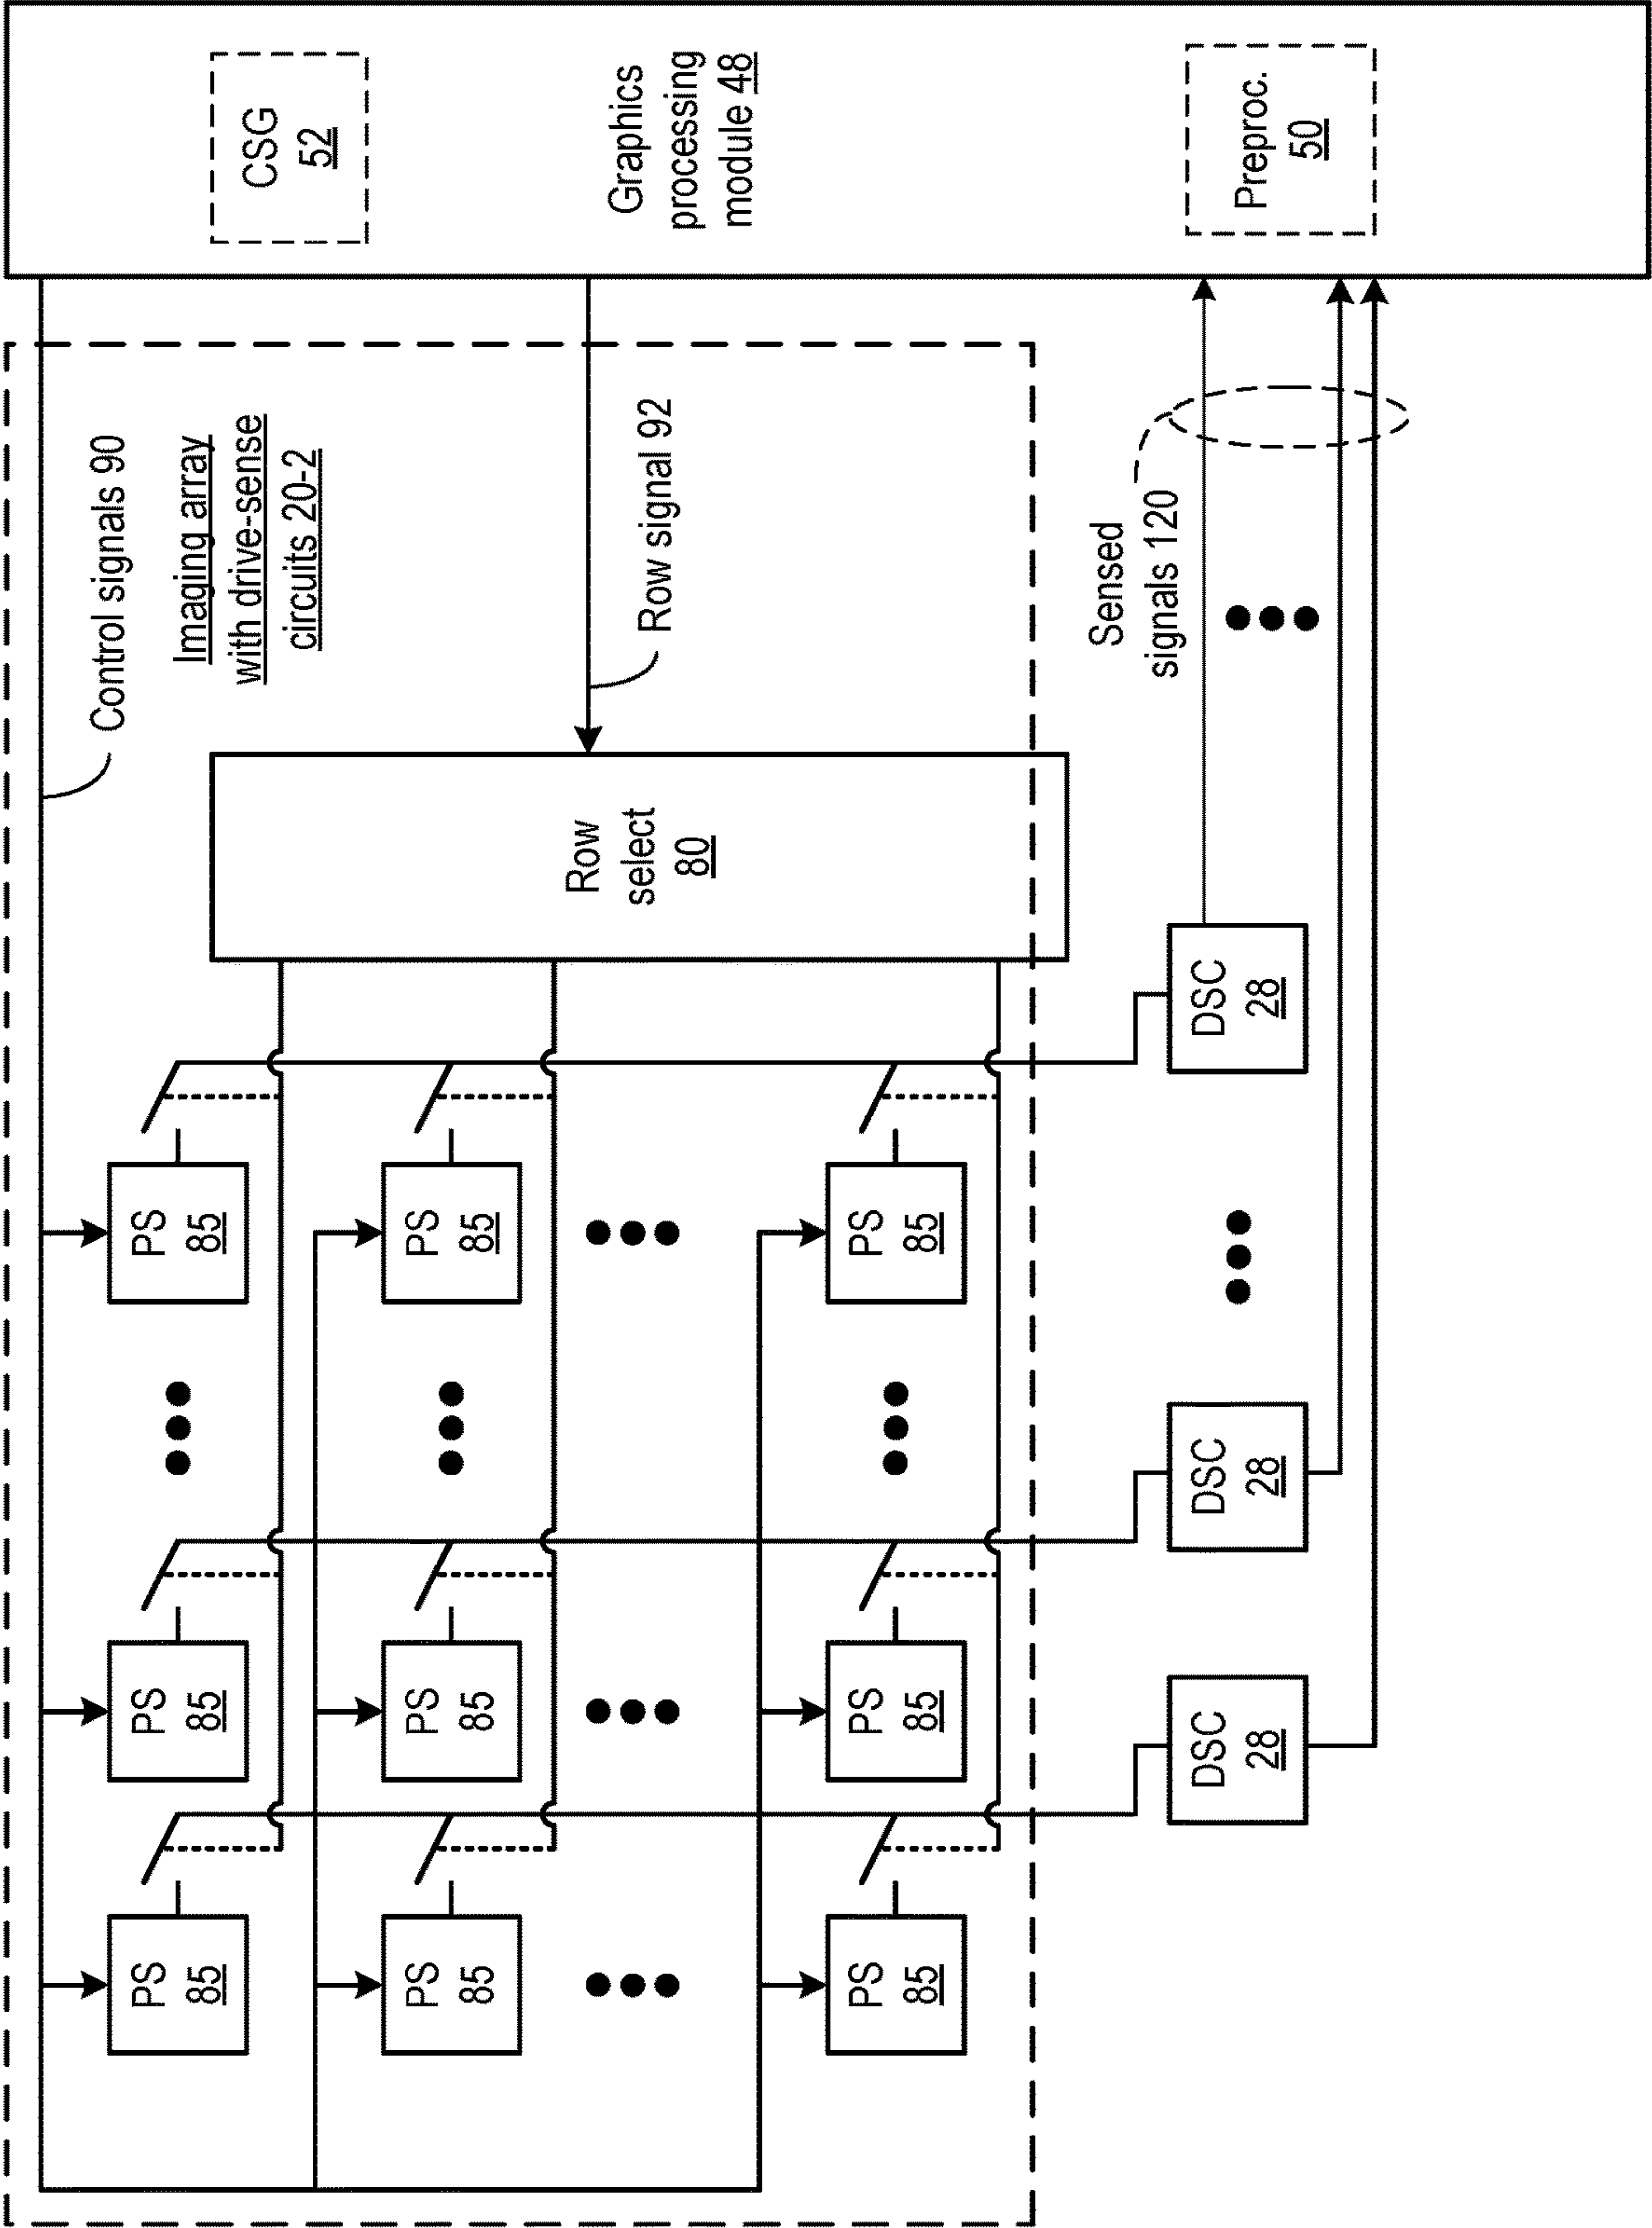 Control signals 90
Imaging array
with drive-sense
circuits 20-2
PS
85
PS
85
PS
85
CSG
52
PS
85
PS
85
PS
85
Row
select
80
Row signal 92
Graphics
processing
module 48
PS
85
PS
85
PS
85
DSC
28
DSC
28
DSC
28
Sensed
signals 120
Preproc.
50